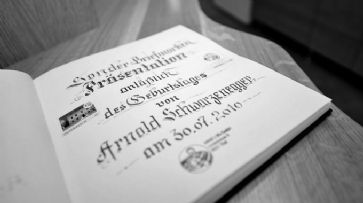 Sonder-Briefmarken
Präsentation
anläßlich
des Geburtstages
von
Arnold Schwarzenegger
am 30.07.2010